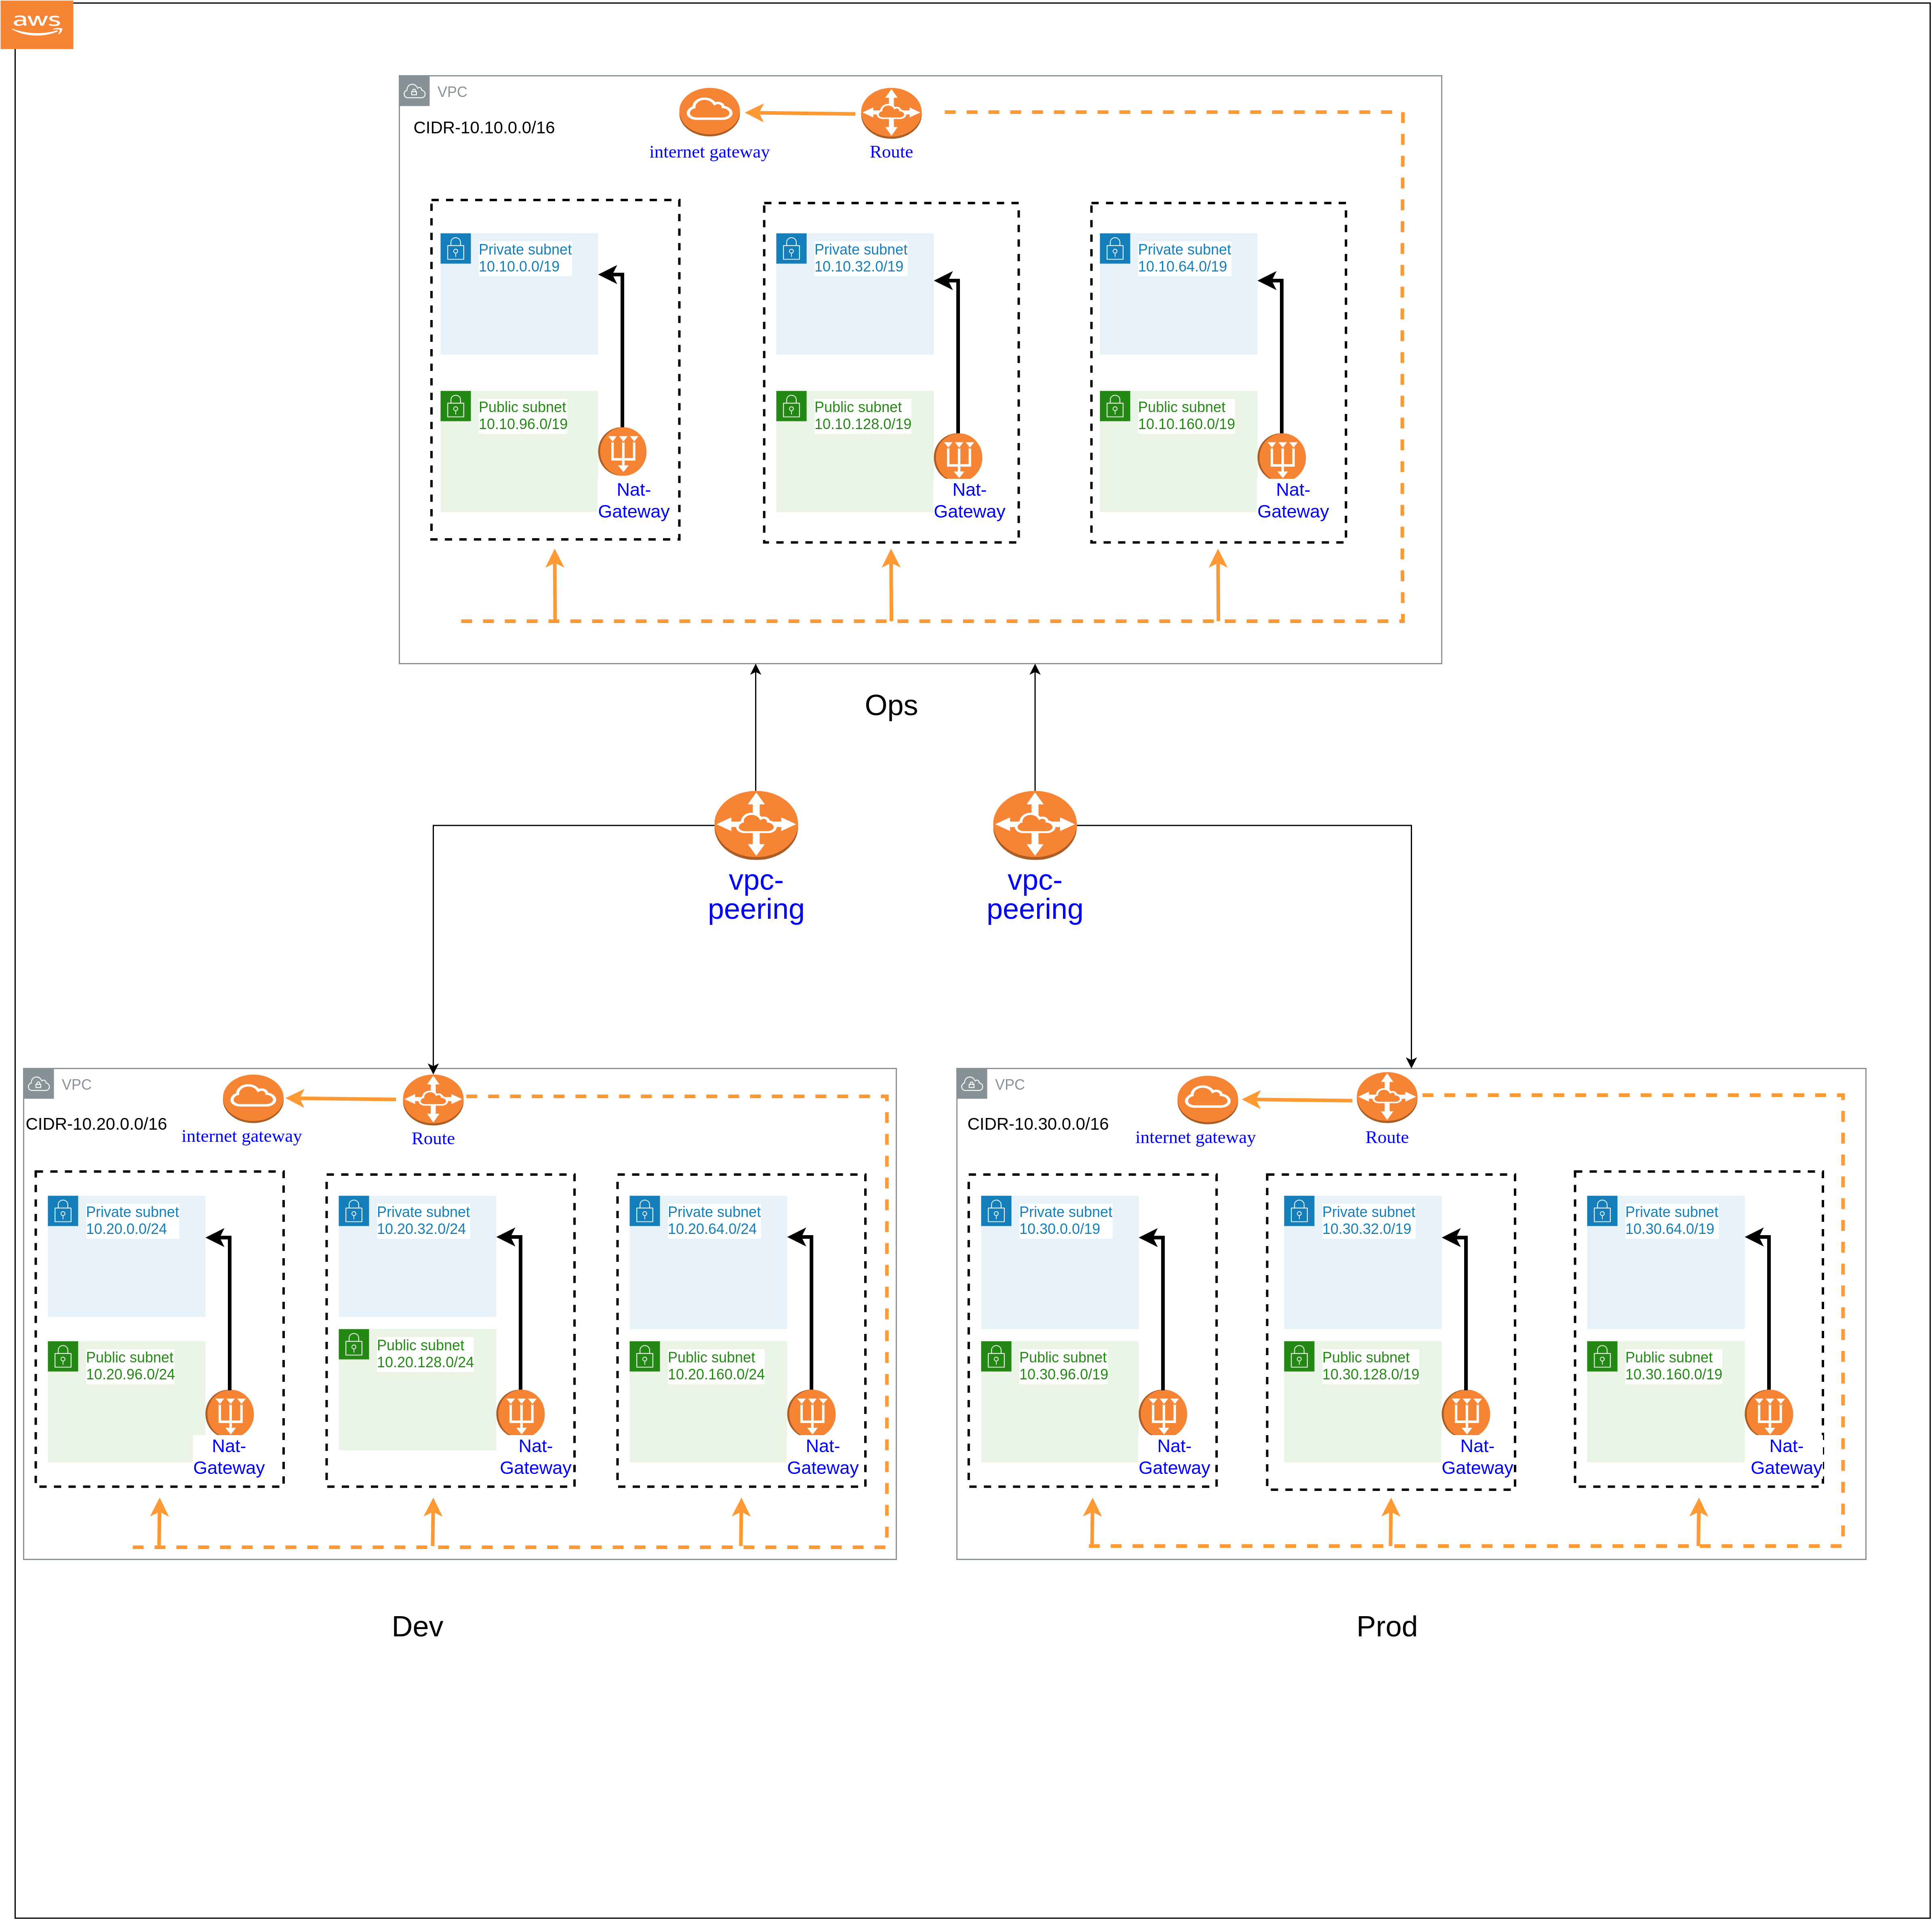 aws
VPC
CIDR-10.10.0.0/16
internet gateway
Route
Private subnet
10.10.0.0/19
Private subnet
10.10.32.0/19
Private subnet
10.10.64.0/19
Public subnet
10.10.96.0/19
Public subnet
10.10.128.0/19
Public subnet
10.10.160.0/19
Nat-
Gateway
Nat-
Gateway
Nat-
Gateway
Ops
vpc-
peering
vpc-
peering
VPC
CIDR-10.20.0.0/16
internet gateway
Route
Private subnet
10.20.0.0/24
Private subnet
10.20.32.0/24
Private subnet
10.20.64.0/24
Public subnet
10.20.96.0/24
Public subnet
10.20.128.0/24
Public subnet
10.20.160.0/24
Nat-
Gateway
Nat-
Gateway
Nat-
Gateway
Dev
VPC
CIDR-10.30.0.0/16
internet gateway
Route
Private subnet
10.30.0.0/19
Private subnet
10.30.32.0/19
Private subnet
10.30.64.0/19
Public subnet
10.30.96.0/19
Public subnet
10.30.128.0/19
Public subnet
10.30.160.0/19
Nat-
Gateway
Nat-
Gateway
Nat-
Gateway
Prod